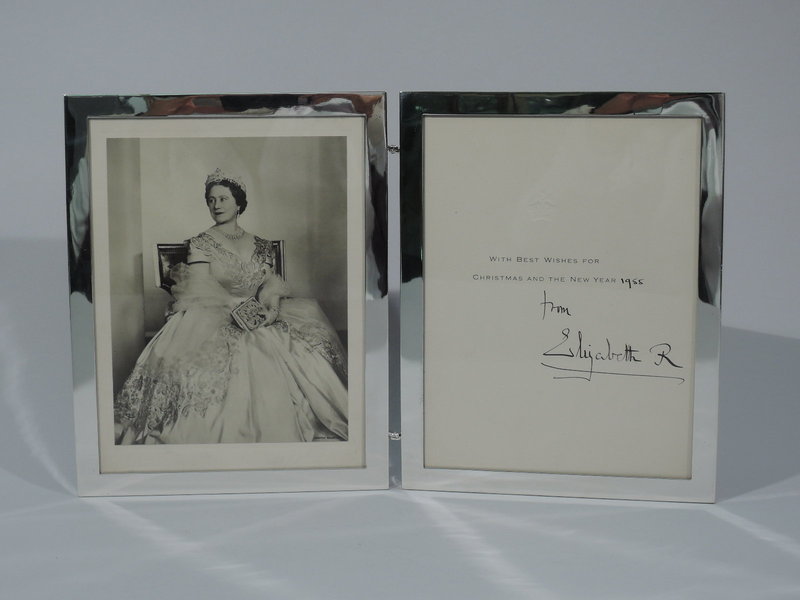 WITH BEST WISHES FOR
CHRISTMAS AND THE NEW YEAR 1955
from
Elizabeth R